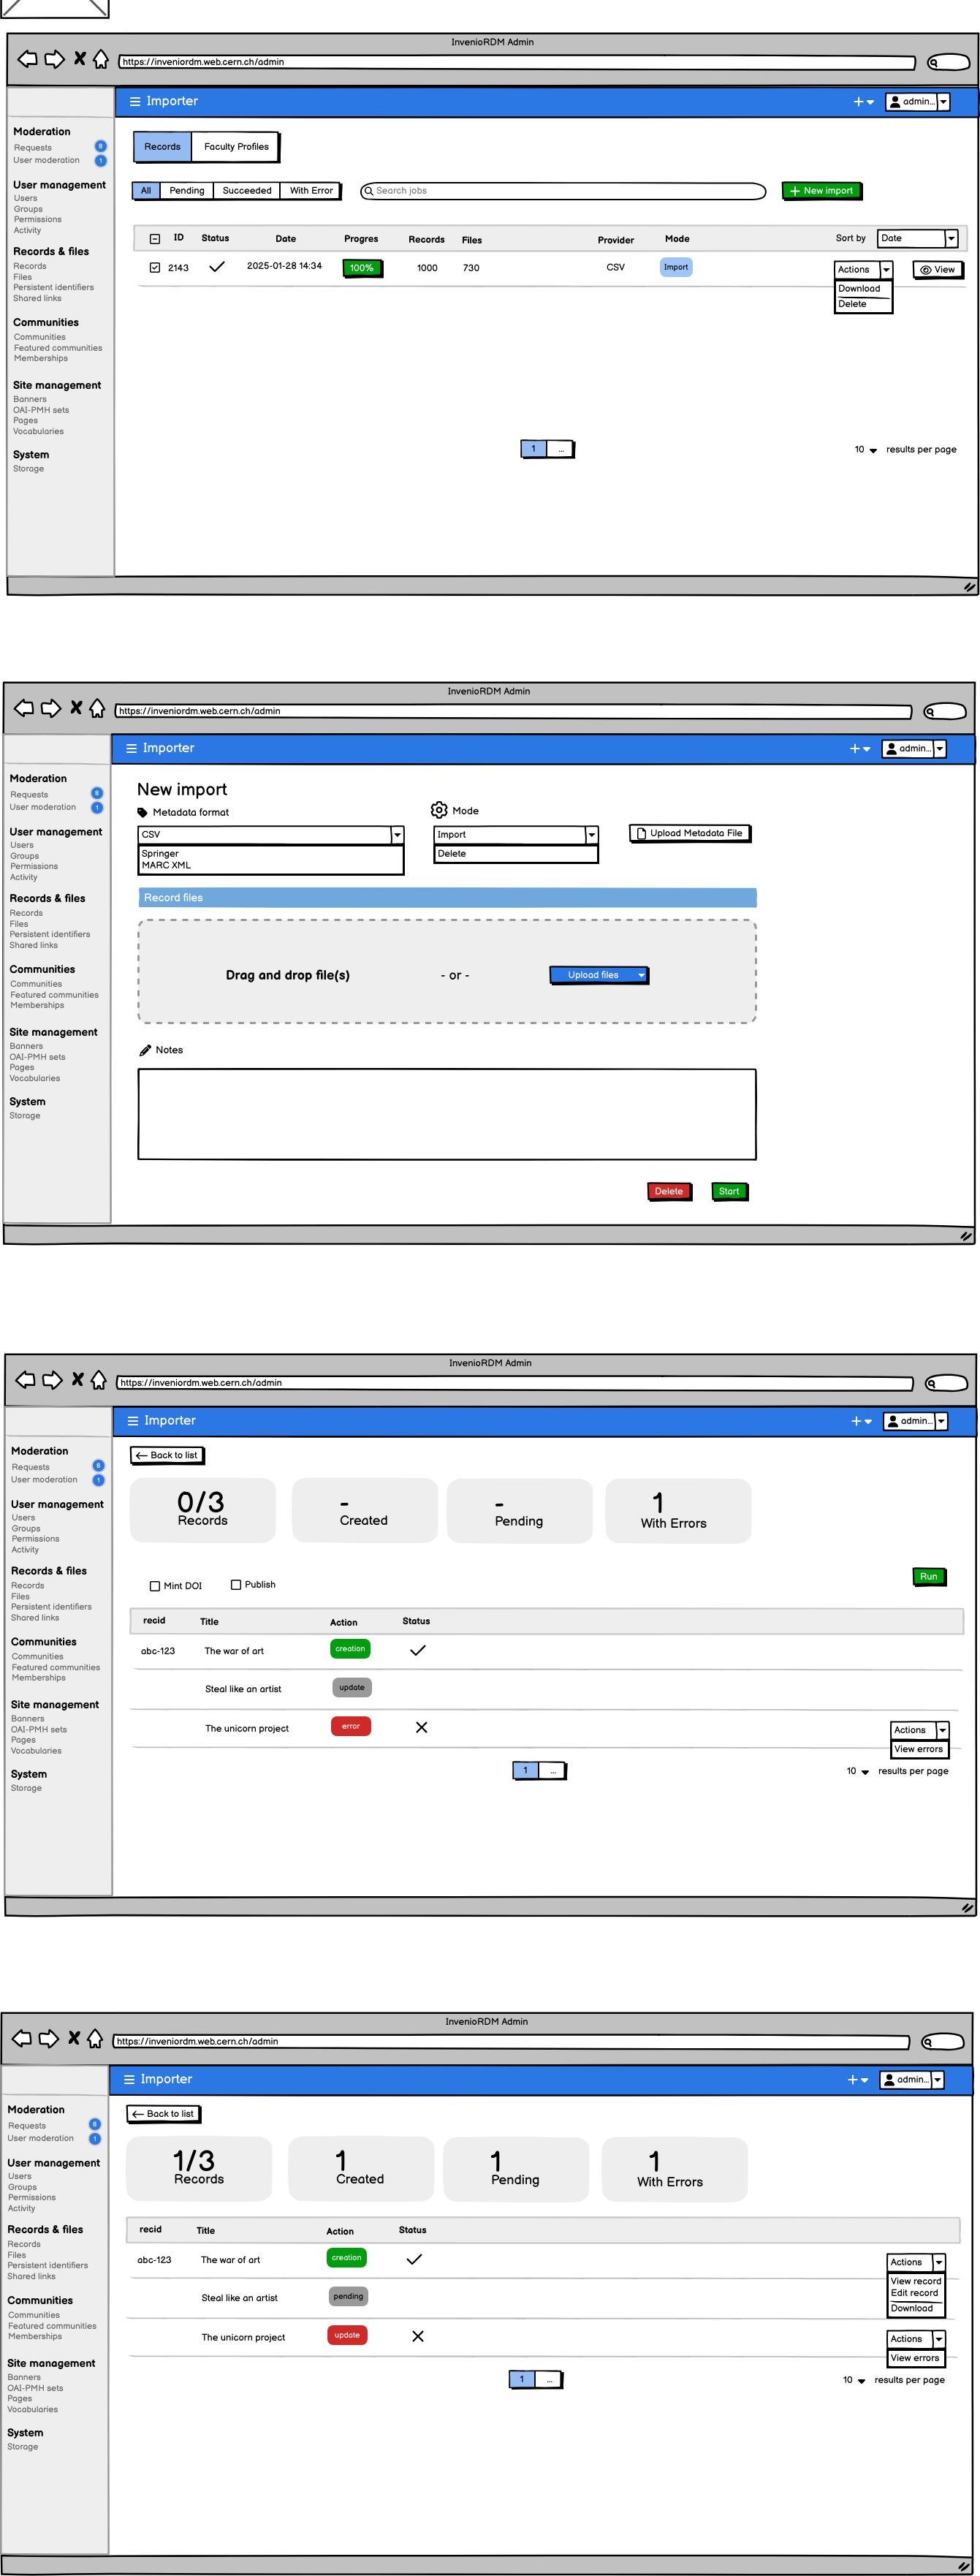 InvenioRDM Admin
https://inveniordm.web.cern.ch/admin
Importer
admin...
Moderation
Requests 8
User moderation 1
User management
Users
Groups
Permissions
Activity
Records & files
Records
Files
Persistent identifiers
Shared links
Communities
Communities
Featured communities
Memberships
Site management
Banners
OAI-PMH sets
Pages
Vocabularies
System
Storage
Records Faculty Profiles
All Pending Succeeded With Error Search jobs + New import
ID Status Date Progres Records Files Provider Mode Sort by Date
2143 2025-01-28 14:34 100% 1000 730 CSV Import Actions View
Download
Delete
1 ... 10 results per page
InvenioRDM Admin
https://inveniordm.web.cern.ch/admin
Importer
admin...
Moderation
Requests 8
User moderation 1
User management
Users
Groups
Permissions
Activity
Records & files
Records
Files
Persistent identifiers
Shared links
Communities
Communities
Featured communities
Memberships
Site management
Banners
OAI-PMH sets
Pages
Vocabularies
System
Storage
New import
Metadata format Mode
CSV Import Upload Metadata File
Springer Delete
MARC XML
Record files
Drag and drop file(s) - or - Upload files
Notes
Delete Start
InvenioRDM Admin
https://inveniordm.web.cern.ch/admin
Importer
admin...
Moderation
Requests 8
User moderation 1
User management
Users
Groups
Permissions
Activity
Records & files
Records
Files
Persistent identifiers
Shared links
Communities
Communities
Featured communities
Memberships
Site management
Banners
OAI-PMH sets
Pages
Vocabularies
System
Storage
Back to list
0/3 - - 1
Records Created Pending With Errors
Mint DOI Publish Run
recid Title Action Status
abc-123 The war of art creation
Steal like an artist update
The unicorn project error Actions
View errors
1 ... 10 results per page
InvenioRDM Admin
https://inveniordm.web.cern.ch/admin
Importer
admin...
Moderation
Requests 8
User moderation 1
User management
Users
Groups
Permissions
Activity
Records & files
Records
Files
Persistent identifiers
Shared links
Communities
Communities
Featured communities
Memberships
Site management
Banners
OAI-PMH sets
Pages
Vocabularies
System
Storage
Back to list
1/3 1 1 1
Records Created Pending With Errors
recid Title Action Status
abc-123 The war of art creation Actions
View record
Edit record
Steal like an artist pending Download
The unicorn project update Actions
View errors
1 ... 10 results per page